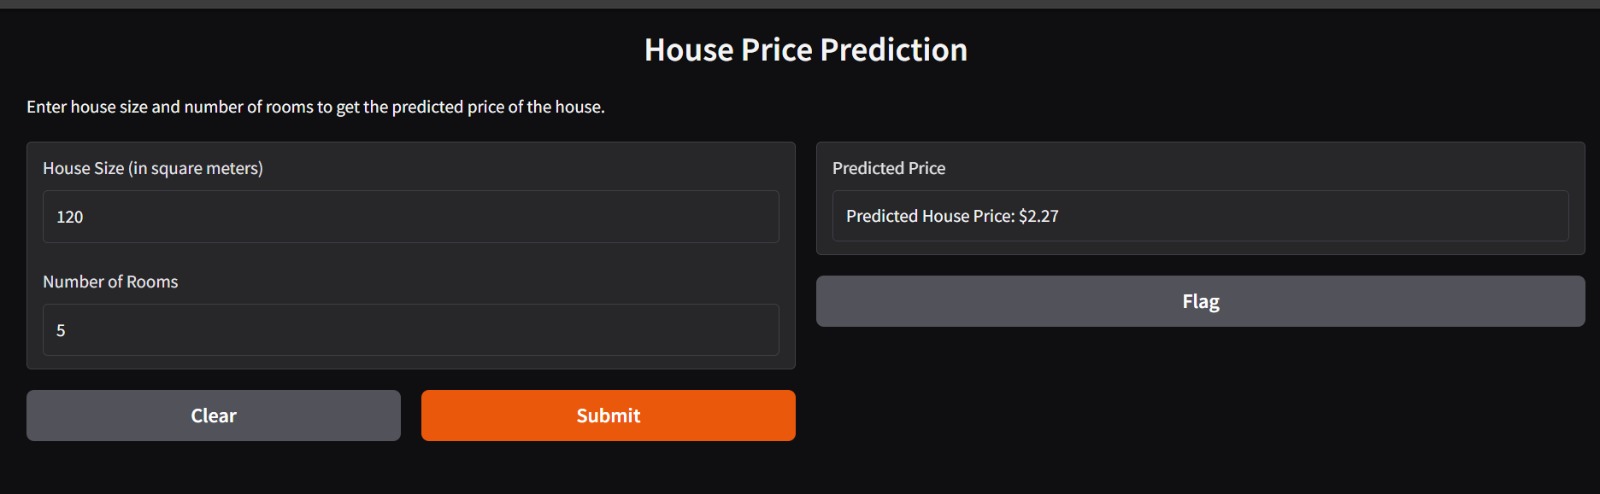 House Price Prediction
Enter house size and number of rooms to get the predicted price of the house.
House Size (in square meters)
120
Number of Rooms
5
Clear
Submit
Predicted Price
Predicted House Price: $2.27
Flag